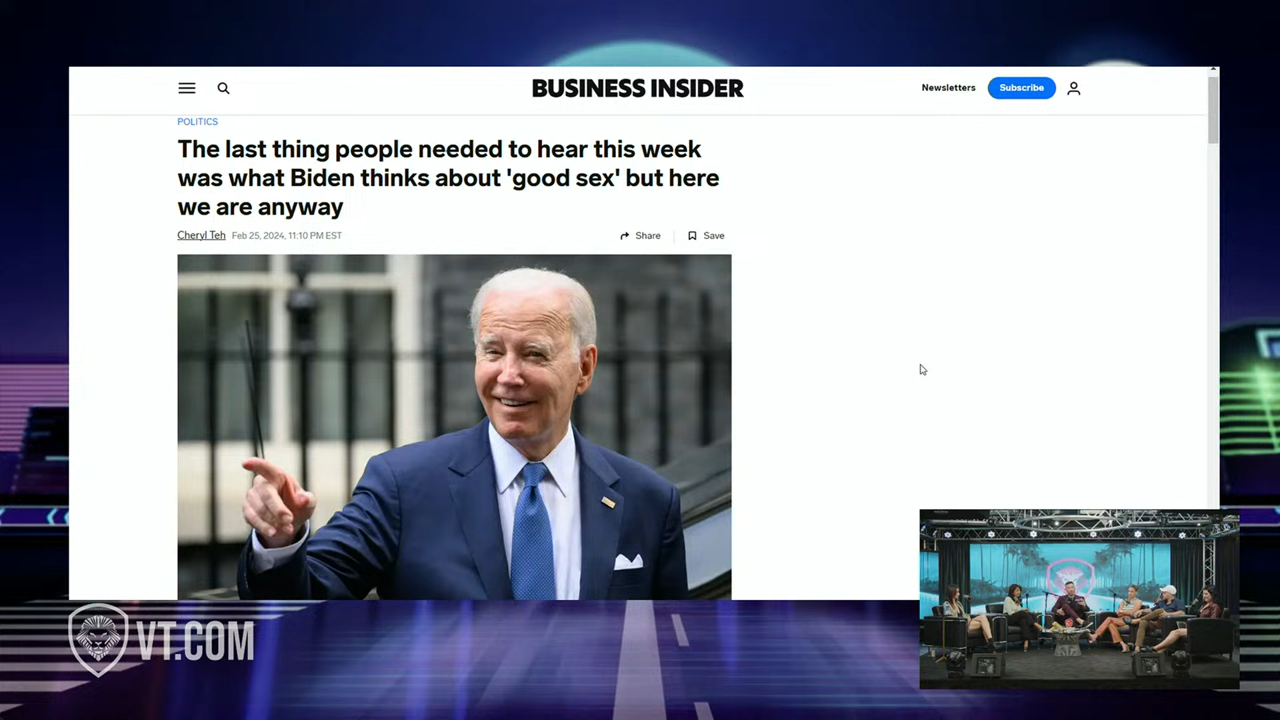 BUSINESS INSIDER
Newsletters
Subscribe
POLITICS
The last thing people needed to hear this week
was what Biden thinks about 'good sex' but here
we are anyway
Cheryl Teh Feb 25, 2024, 11:10 PM EST
Share
Save
VT.COM